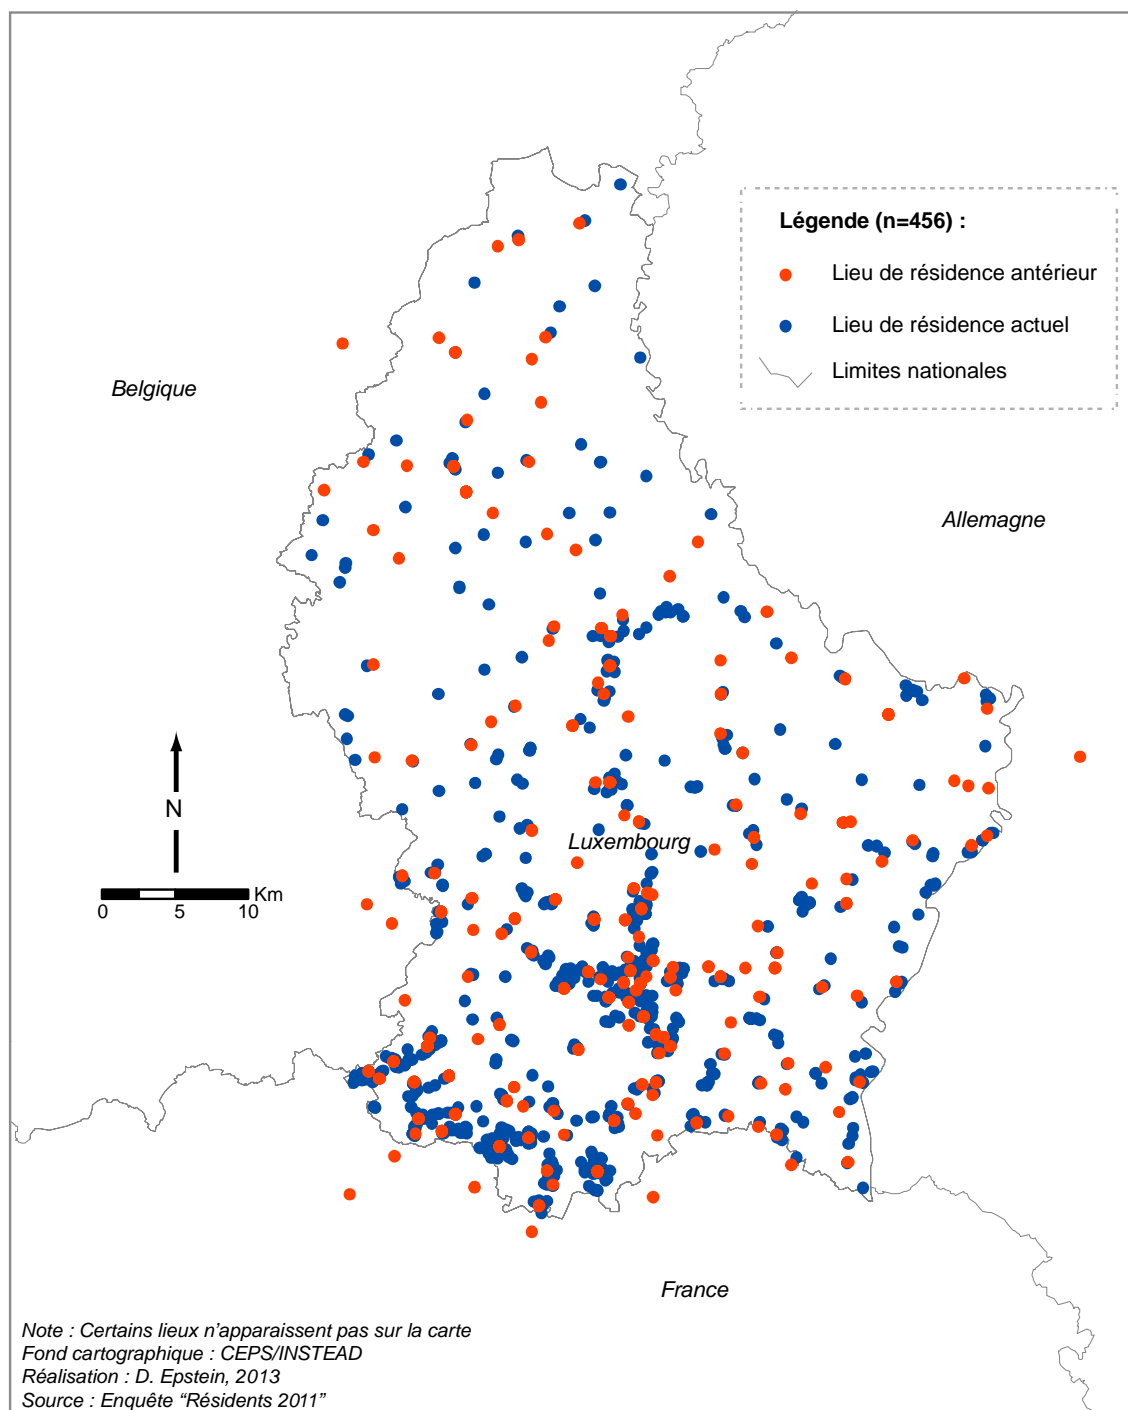 Légende (n=456) :
Lieu de résidence antérieur
Lieu de résidence actuel
Limites nationales
Belgique
Allemagne
N
Luxembourg
Km
0 5 10
France
Note : Certains lieux n’apparaissent pas sur la carte
Fond cartographique : CEPS/INSTEAD
Réalisation : D. Epstein, 2013
Source : Enquête “Résidents 2011”